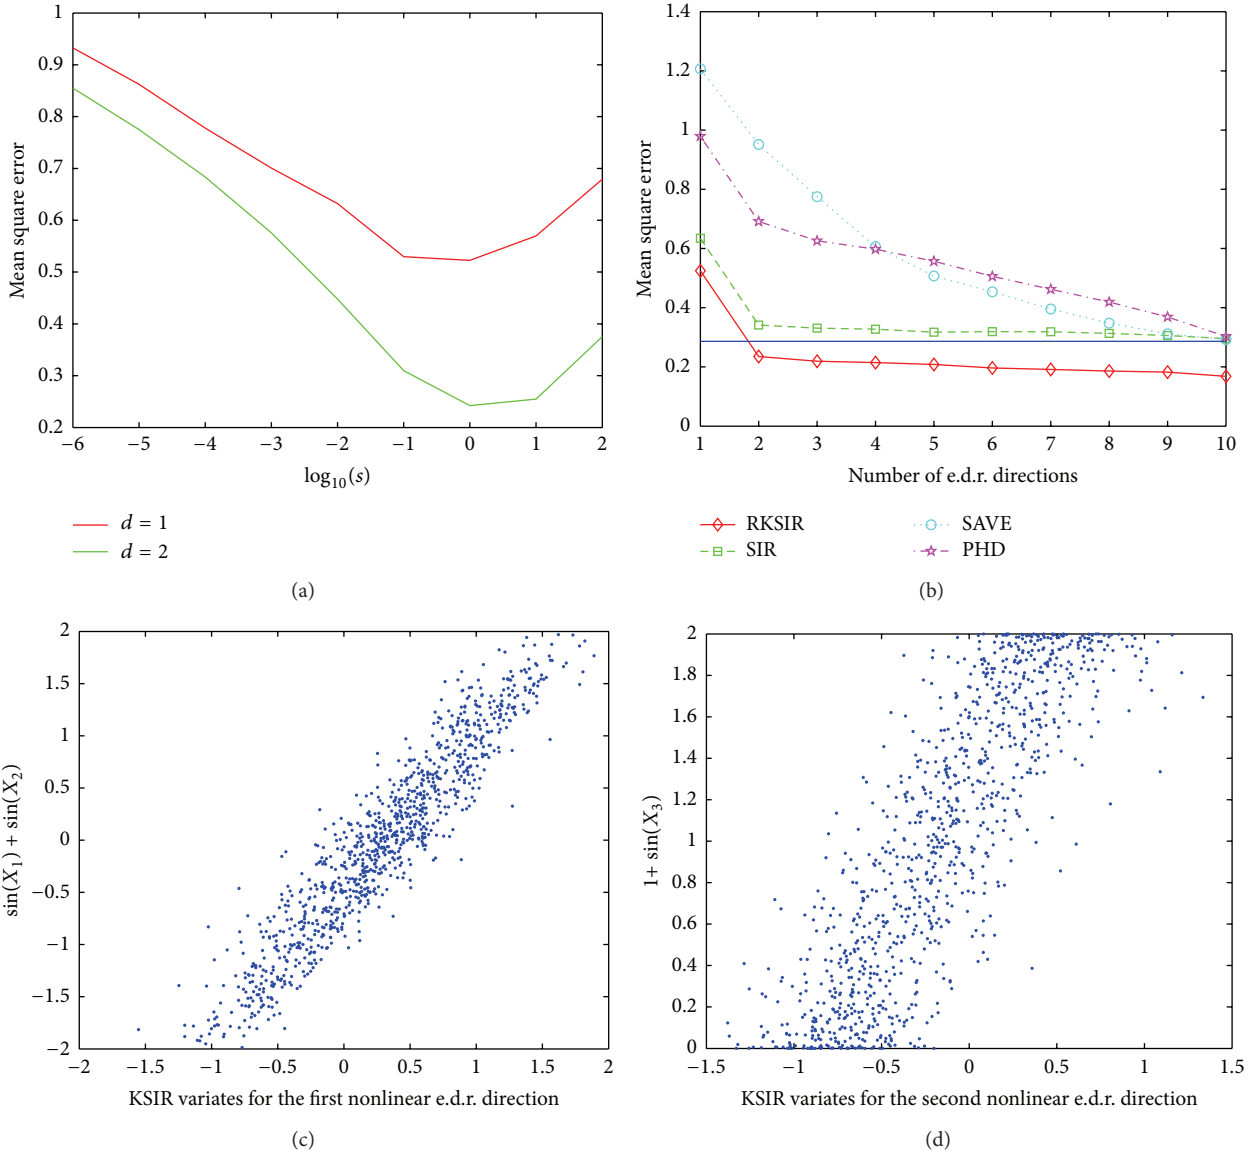 Mean square error
1
0.9
0.8
0.7
0.6
0.5
0.4
0.3
0.2
−6 −5 −4 −3 −2 −1 0 1 2
log10(s)
d = 1
d = 2
(a)
Mean square error
1.4
1.2
1
0.8
0.6
0.4
0.2
0
1 2 3 4 5 6 7 8 9 10
Number of e.d.r. directions
RKSIR SAVE
SIR PHD
(b)
sin(X1) + sin(X2)
2
1.5
1
0.5
0
−0.5
−1
−1.5
−2
−2 −1.5 −1 −0.5 0 0.5 1 1.5 2
KSIR variates for the first nonlinear e.d.r. direction
(c)
1+ sin(X3)
2
1.8
1.6
1.4
1.2
1
0.8
0.6
0.4
0.2
0
−1.5 −1 −0.5 0 0.5 1 1.5
KSIR variates for the second nonlinear e.d.r. direction
(d)